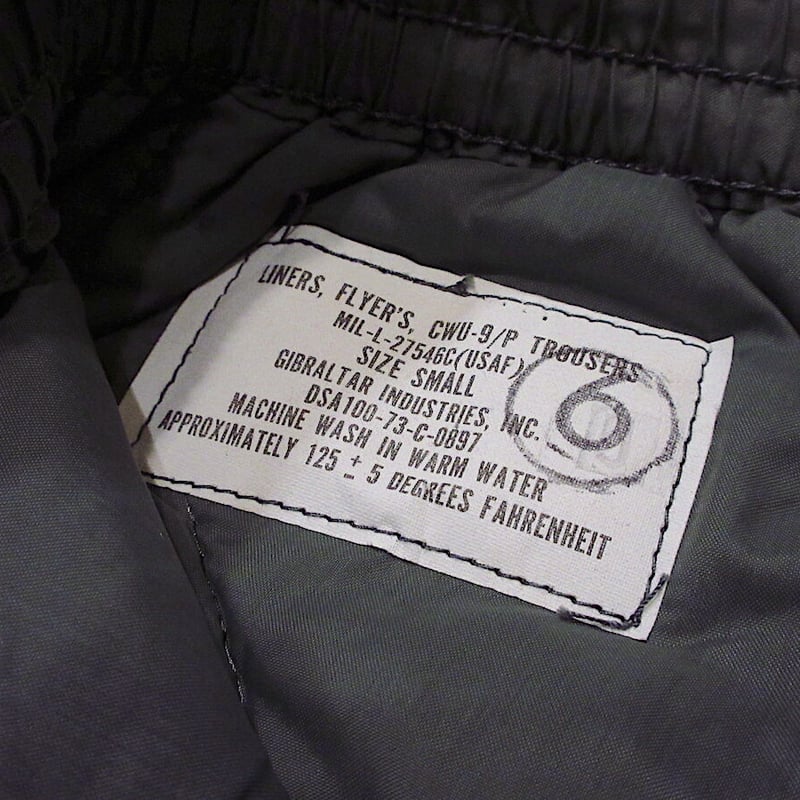 LINERS, FLYER'S, CWU-9/P TROUSERS
MIL-L-27546C(USAF)
SIZE SMALL
GIBRALTAR INDUSTRIES, INC.
DSA100-73-C-0897
MACHINE WASH IN WARM WATER
APPROXIMATELY 125 ± 5 DEGREES FAHRENHEIT
6